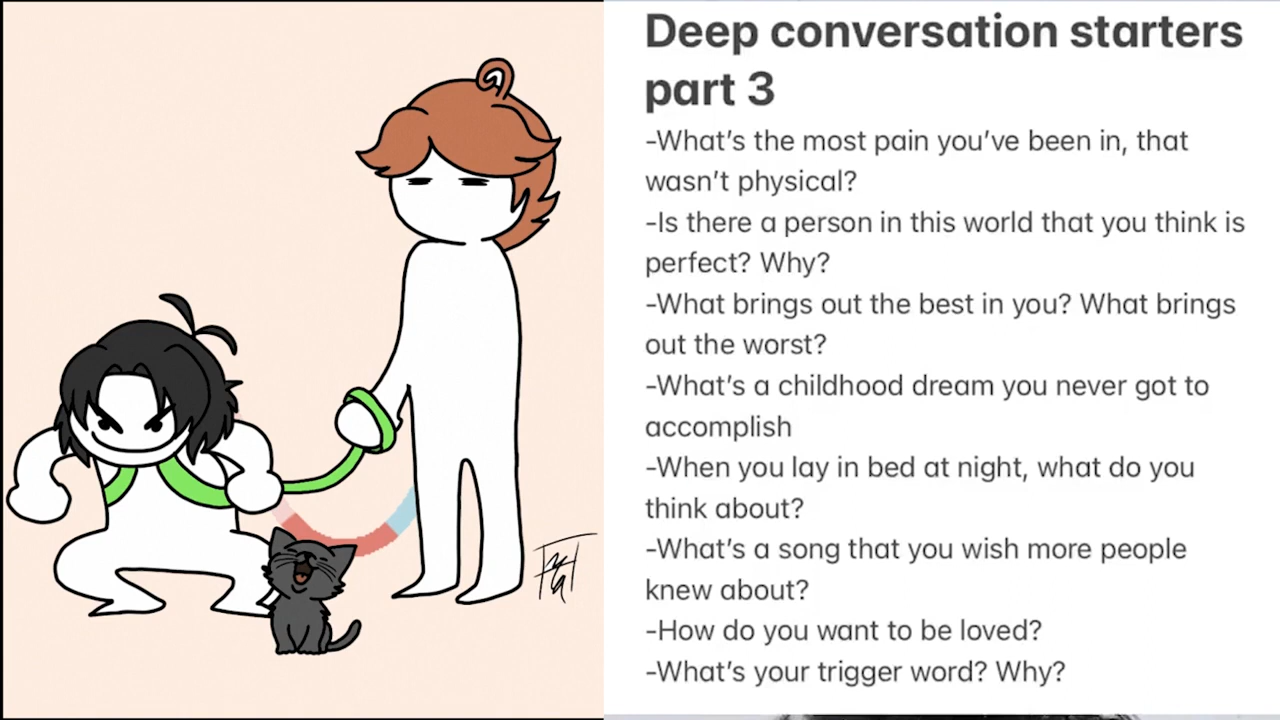 Deep conversation starters
part 3
-What's the most pain you've been in, that
wasn't physical?
-Is there a person in this world that you think is
perfect? Why?
-What brings out the best in you? What brings
out the worst?
-What's a childhood dream you never got to
accomplish
-When you lay in bed at night, what do you
think about?
-What's a song that you wish more people
knew about?
-How do you want to be loved?
-What's your trigger word? Why?